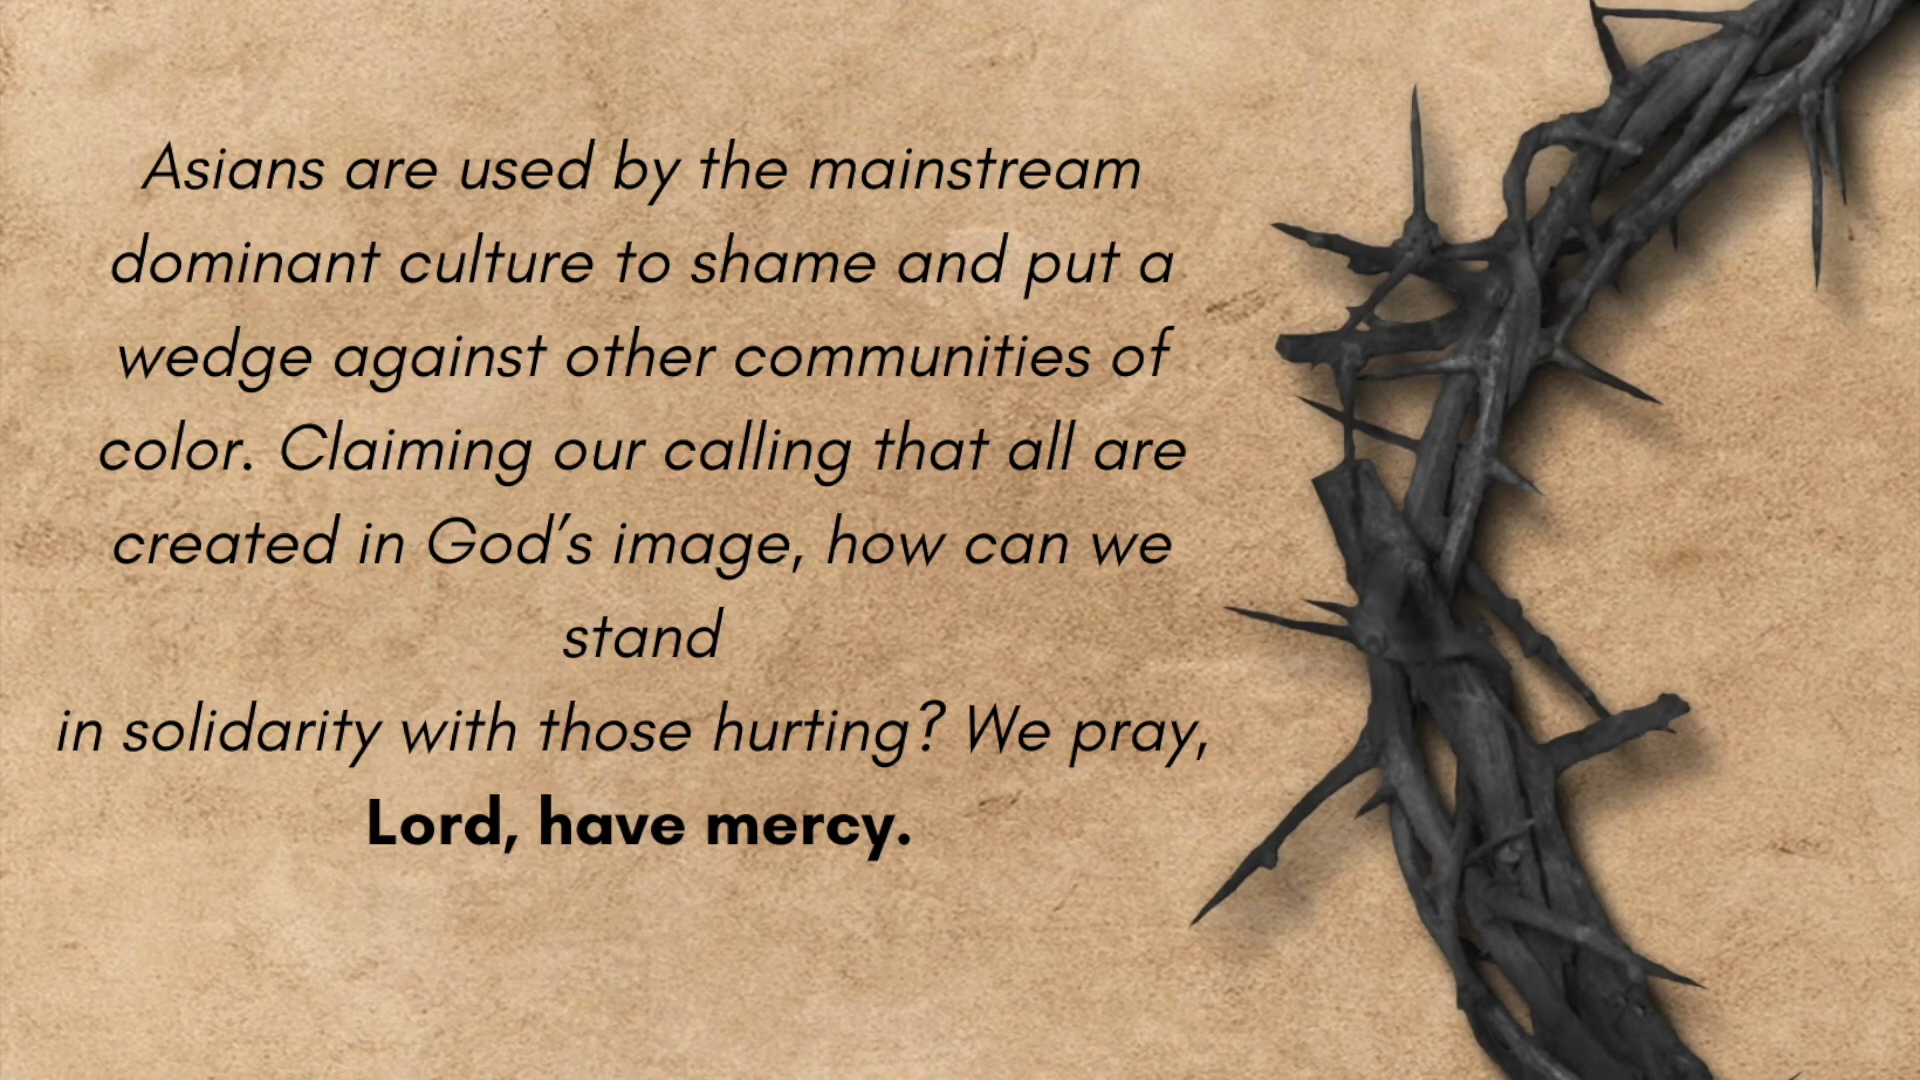 Asians are used by the mainstream
dominant culture to shame and put a
wedge against other communities of
color. Claiming our calling that all are
created in God’s image, how can we
stand
in solidarity with those hurting? We pray,
Lord, have mercy.